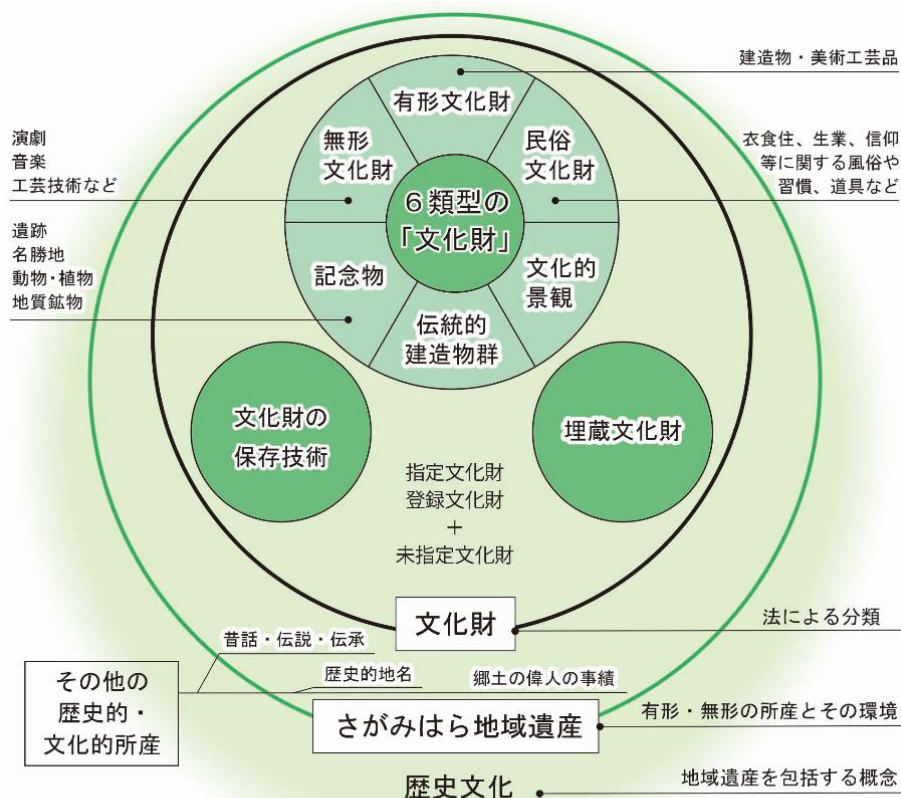 建造物・美術工芸品
有形文化財
無形
文化財
民俗
文化財
演劇
音楽
工芸技術など
衣食住、生業、信仰
等に関する風俗や
習慣、道具など
6類型の
「文化財」
遺跡
名勝地
動物・植物
地質鉱物
記念物
文化的
景観
伝統的
建造物群
文化財の
保存技術
埋蔵文化財
指定文化財
登録文化財
+
未指定文化財
文化財
法による分類
昔話・伝説・伝承
歴史的地名
郷土の偉人の事績
その他の
歴史的・
文化的所産
さがみはら地域遺産
有形・無形の所産とその環境
歴史文化
地域遺産を包括する概念